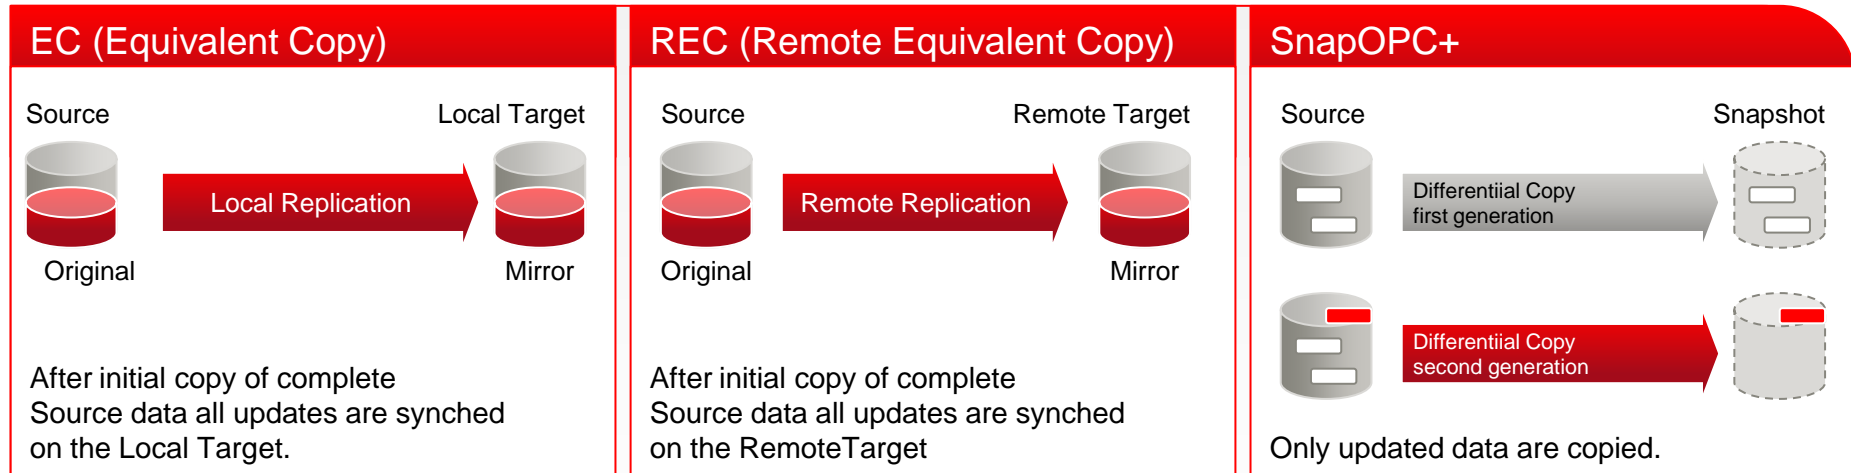 EC (Equivalent Copy)
Source
Local Target
Local Replication
Original
Mirror
After initial copy of complete
Source data all updates are synched
on the Local Target.
REC (Remote Equivalent Copy)
Source
Remote Target
Remote Replication
Original
Mirror
After initial copy of complete
Source data all updates are synched
on the RemoteTarget
SnapOPC+
Source
Snapshot
Differentiial Copy
first generation
Differentiial Copy
second generation
Only updated data are copied.